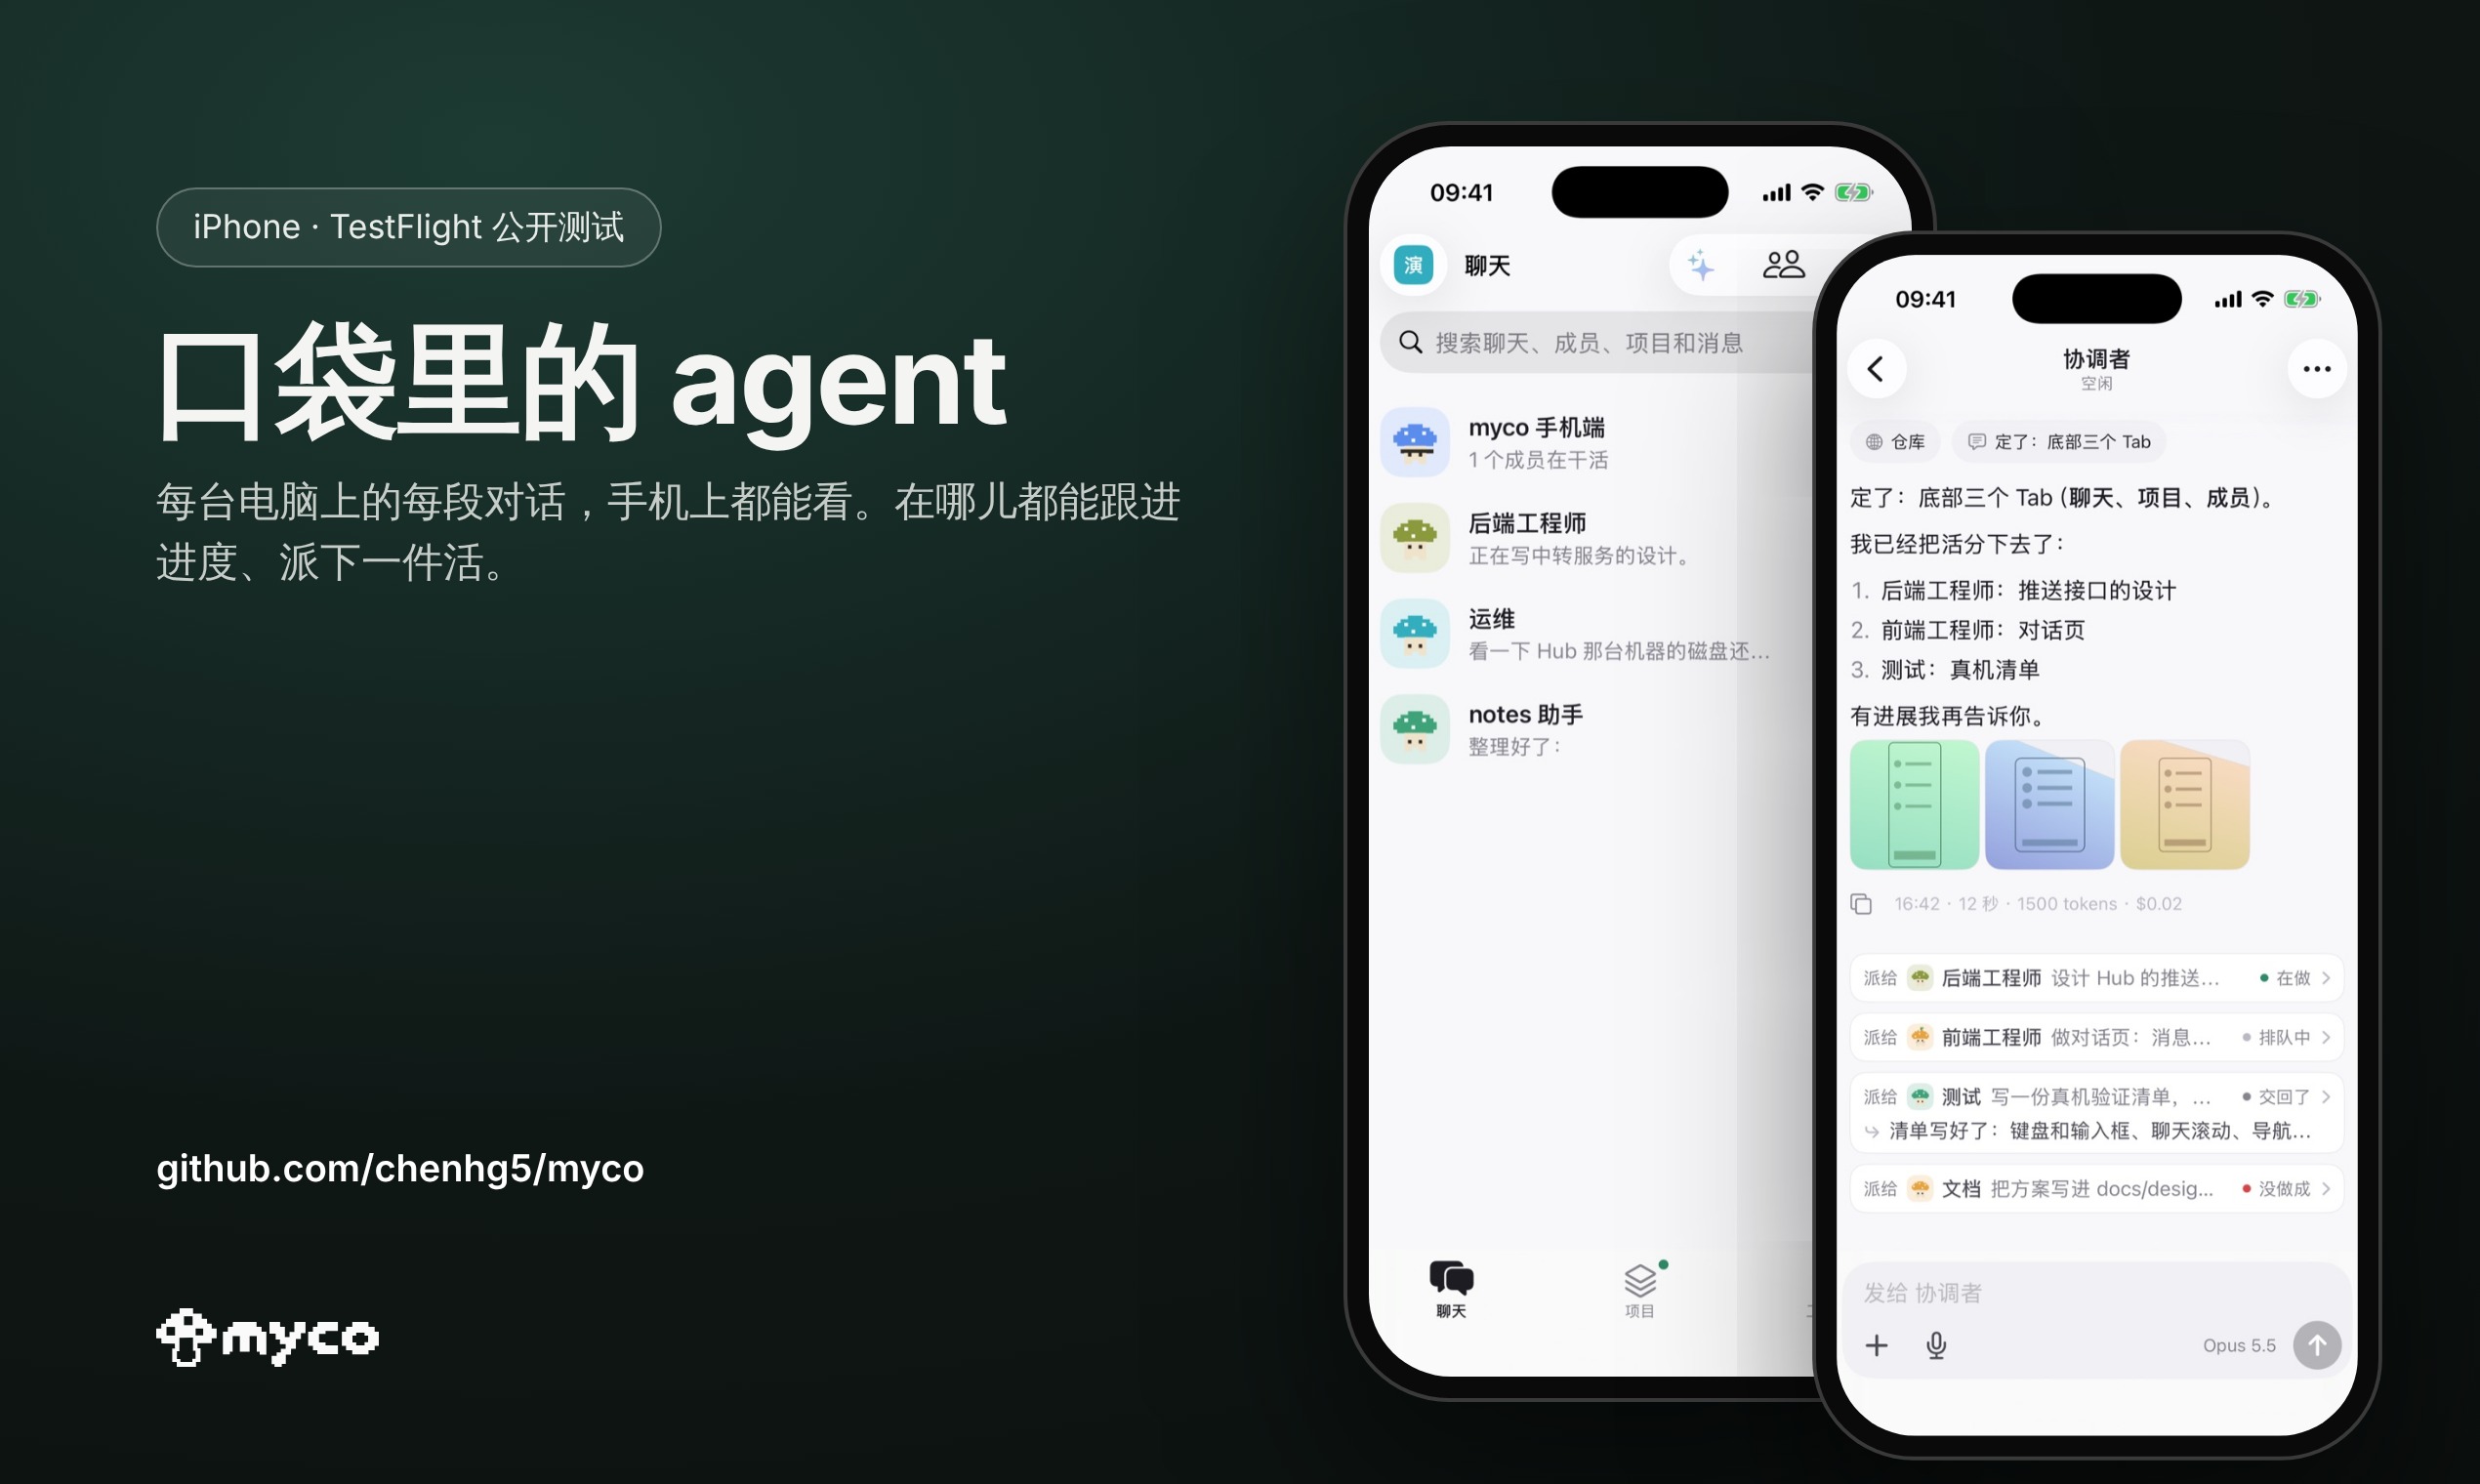 iPhone · TestFlight 公开测试
口袋里的 agent
每台电脑上的每段对话，手机上都能看。在哪儿都能跟进
进度、派下一件活。
github.com/chenhg5/myco
myco
09:41
演
聊天
搜索聊天、成员、项目和消息
myco 手机端
1 个成员在干活
后端工程师
正在写中转服务的设计。
运维
看一下 Hub 那台机器的磁盘还...
notes 助手
整理好了：
聊天
项目
09:41
协调者
空闲
仓库
定了：底部三个 Tab
定了：底部三个 Tab (聊天、项目、成员)。
我已经把活分下去了：
1. 后端工程师：推送接口的设计
2. 前端工程师：对话页
3. 测试：真机清单
有进展我再告诉你。
16:42 · 12 秒 · 1500 tokens · $0.02
派给 后端工程师 设计 Hub 的推送... 在做
派给 前端工程师 做对话页：消息... 排队中
派给 测试 写一份真机验证清单，... 交回了
清单写好了：键盘和输入框、聊天滚动、导航...
派给 文档 把方案写进 docs/desig... 没做成
发给 协调者
Opus 5.5